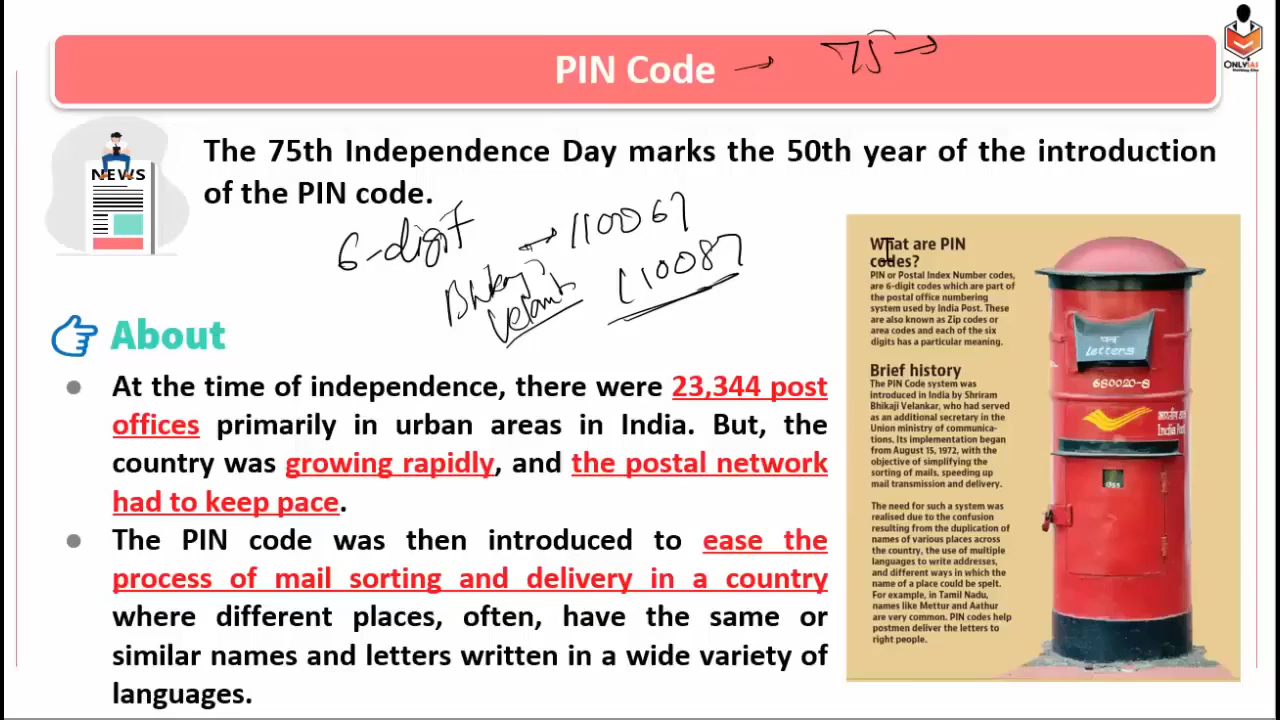 PIN Code
75
ONLYIAS
The 75th Independence Day marks the 50th year of the introduction
of the PIN code.
NEWS
6-digit
110067
Bhikaji
Velankar
110087
About
At the time of independence, there were 23,344 post
offices primarily in urban areas in India. But, the
country was growing rapidly, and the postal network
had to keep pace.
The PIN code was then introduced to ease the
process of mail sorting and delivery in a country
where different places, often, have the same or
similar names and letters written in a wide variety of
languages.
What are PIN
codes?
PIN or Postal Index Number codes,
are 6-digit codes which are part of
the postal office numbering
system used by India Post. These
are also known as Zip codes or
area codes and each of the six
digits has a particular meaning.
Brief history
The PIN Code system was
introduced in India by Shriram
Bhikaji Velankar, who had served
as an additional secretary in the
Union ministry of communica-
tions. Its implementation began
from August 15, 1972, with the
objective of simplifying the
sorting of mails, speeding up
mail transmission and delivery.
The need for such a system was
realised due to the confusion
resulting from the duplication of
names of various places across
the country, the use of multiple
languages to write addresses,
and different ways in which the
name of a place could be spelt.
For example, in Tamil Nadu,
names like Mettur and Aathur
are very common. PIN codes help
postmen deliver the letters to
right people.
letters
680020-8
India Post